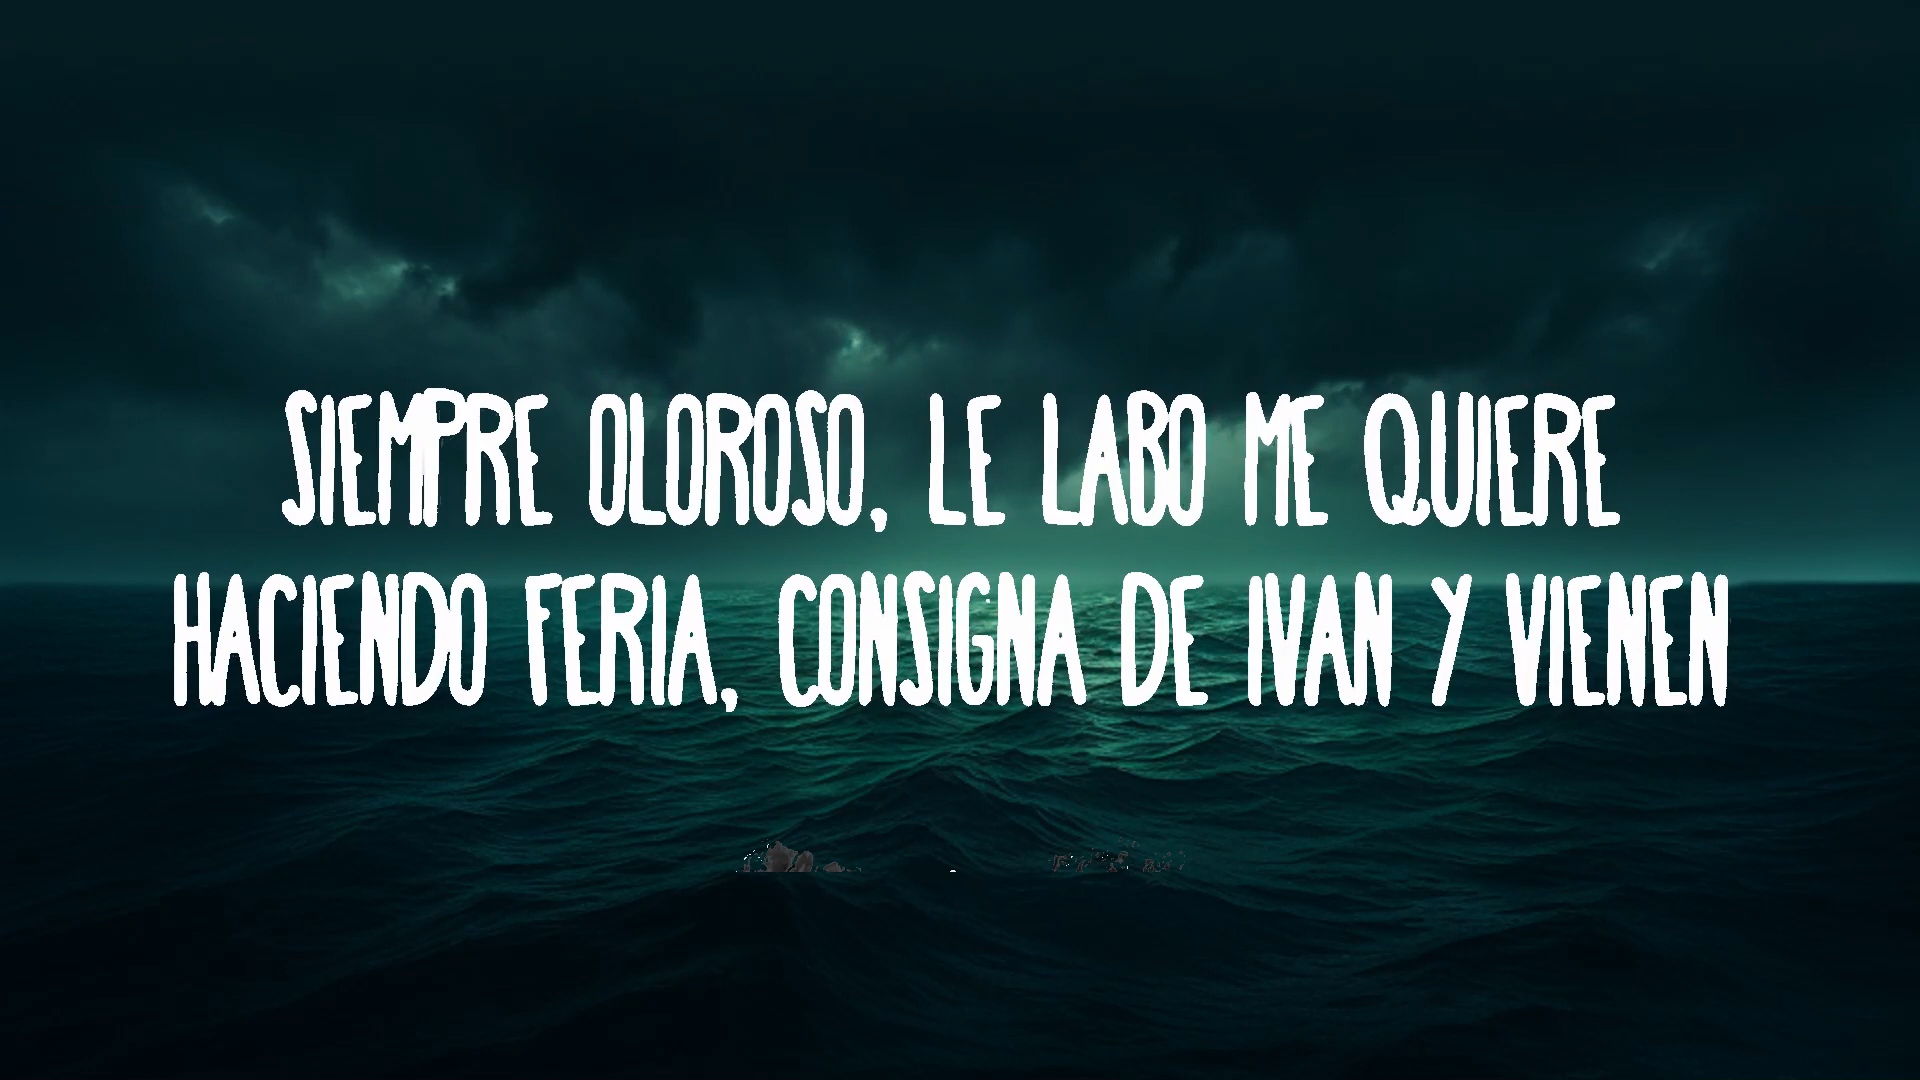 SIEMPRE OLOROSO, LE LABO ME QUIERE
HACIENDO FERIA, CONSIGNA DE IVAN Y VIENEN